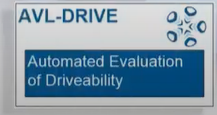 AVL-DRIVE
Automated Evaluation
of Driveability